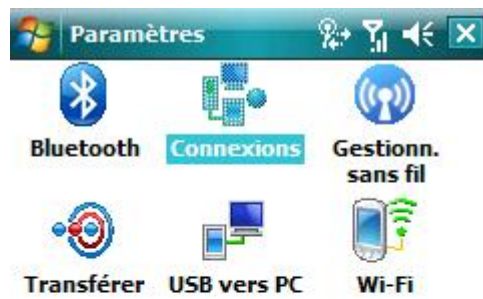 Paramètres
Bluetooth
Connexions
Gestionn.
sans fil
Transférer
USB vers PC
Wi-Fi